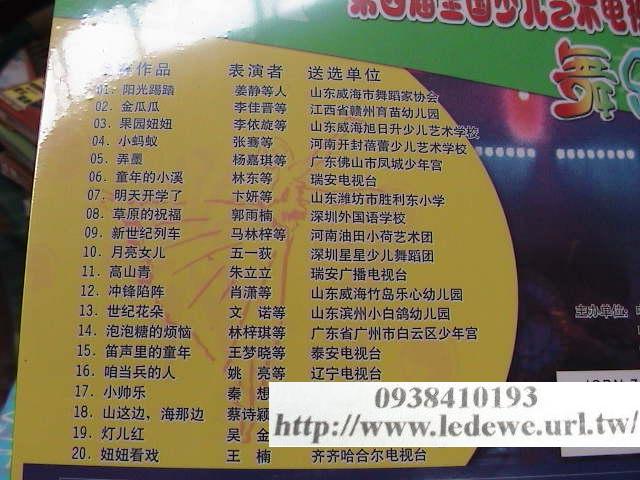 第四届全国少儿艺术电视
舞
作品 表演者 送选单位
01. 阳光踢踏 姜静等人 山东威海市舞蹈家协会
02. 金瓜瓜 李佳晋等 江西省赣州育苗幼儿园
03. 果园妞妞 李依旋等 山东威海旭日升少儿艺术学校
04. 小蚂蚁 张骞等 河南开封蓓蕾少儿艺术学校
05. 弄墨 杨嘉琪等 广东佛山市凤城少年宫
06. 童年的小溪 林东等 瑞安电视台
07. 明天开学了 卞妍等 山东潍坊市胜利东小学
08. 草原的祝福 郭雨楠 深圳外国语学校
09. 新世纪列车 马林梓等 河南油田小荷艺术团
10. 月亮女儿 五一荻 深圳星星少儿舞蹈团
11. 高山青 朱立立 瑞安广播电视台
12. 冲锋陷阵 肖潇等 山东威海竹岛乐心幼儿园
13. 世纪花朵 文 诺等 山东滨州小白鸽幼儿园
14. 泡泡糖的烦恼 林梓琪等 广东省广州市白云区少年宫
15. 笛声里的童年 王梦晓等 泰安电视台
16. 咱当兵的人 姚 亮等 辽宁电视台
17. 小帅乐 秦 想
18. 山这边，海那边 蔡诗颖
19. 灯儿红 吴 金
20. 妞妞看戏 王 楠 齐齐哈合尔电视台
主办单位：
0938410193
http://www.ledewe.url.tw/